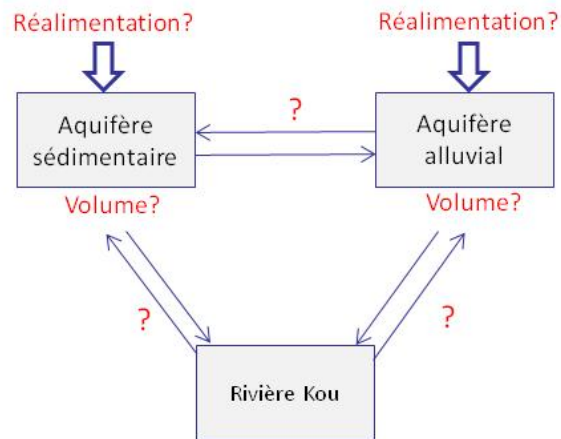 Réalimentation?
Réalimentation?
Aquifère
sédimentaire
?
Aquifère
alluvial
Volume?
Volume?
?
?
Rivière Kou